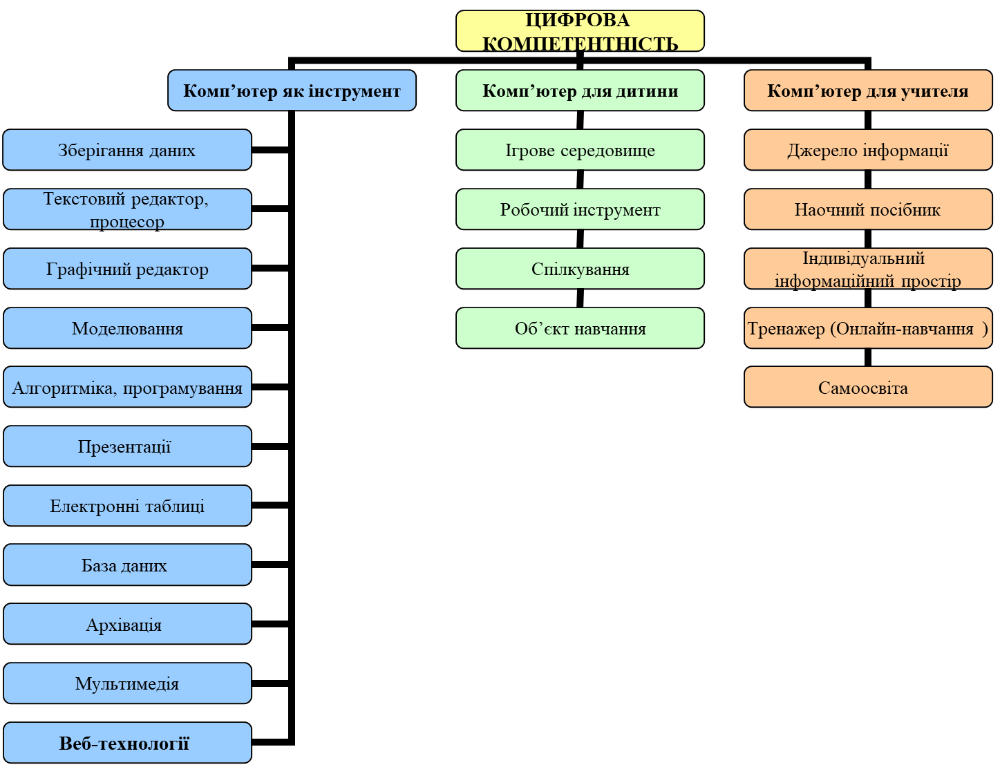 ЦИФРОВА
КОМПЕТЕНТНІСТЬ
Комп’ютер як інструмент
Зберігання даних
Текстовий редактор,
процесор
Графічний редактор
Моделювання
Алгоритміка, програмування
Презентації
Електронні таблиці
База даних
Архівація
Мультимедія
Веб-технології
Комп’ютер для дитини
Ігрове середовище
Робочий інструмент
Спілкування
Об’єкт навчання
Комп’ютер для учителя
Джерело інформації
Наочний посібник
Індивідуальний
інформаційний простір
Тренажер (Онлайн-навчання )
Самоосвіта